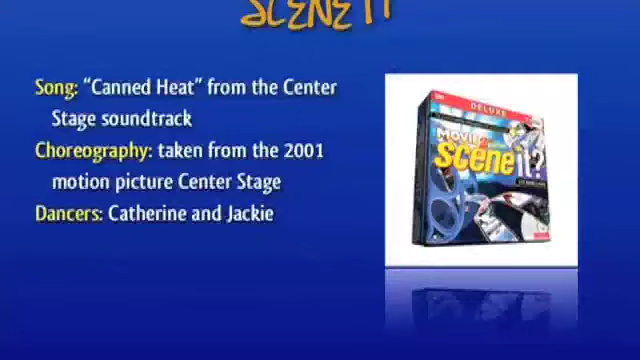 SCENE IT
Song: “Canned Heat” from the Center
Stage soundtrack
Choreography: taken from the 2001
motion picture Center Stage
Dancers: Catherine and Jackie
DELUXE
MOVIE 2
Scene it?